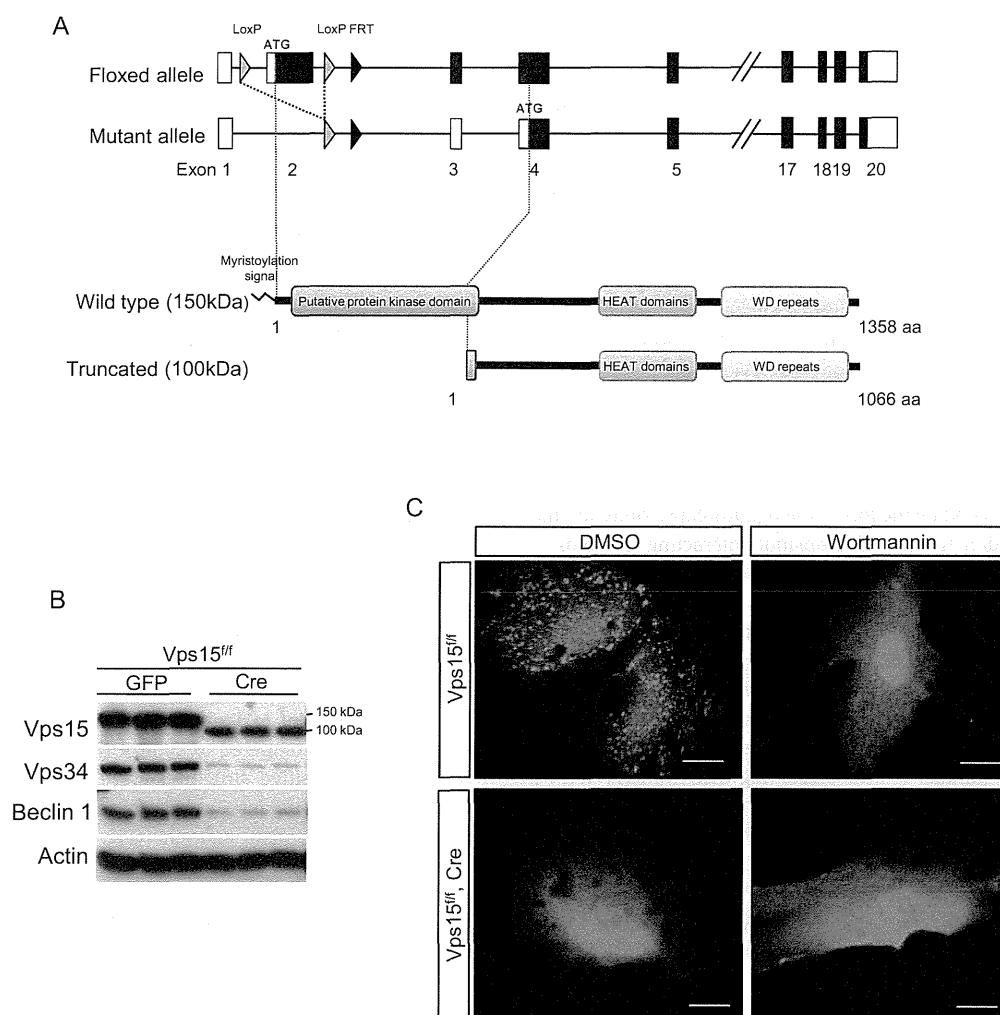 A
LoxP
ATG
LoxP FRT
Floxed allele
ATG
Mutant allele
Exon 1 2 3 4 5 17 18 19 20
Myristoylation
signal
Wild type (150kDa)
Putative protein kinase domain
HEAT domains
WD repeats
1
1358 aa
Truncated (100kDa)
HEAT domains
WD repeats
1
1066 aa
B
Vps15f/f
GFP Cre
Vps15
150 kDa
100 kDa
Vps34
Beclin 1
Actin
C
DMSO Wortmannin
Vps15f/f
Vps15f/f, Cre